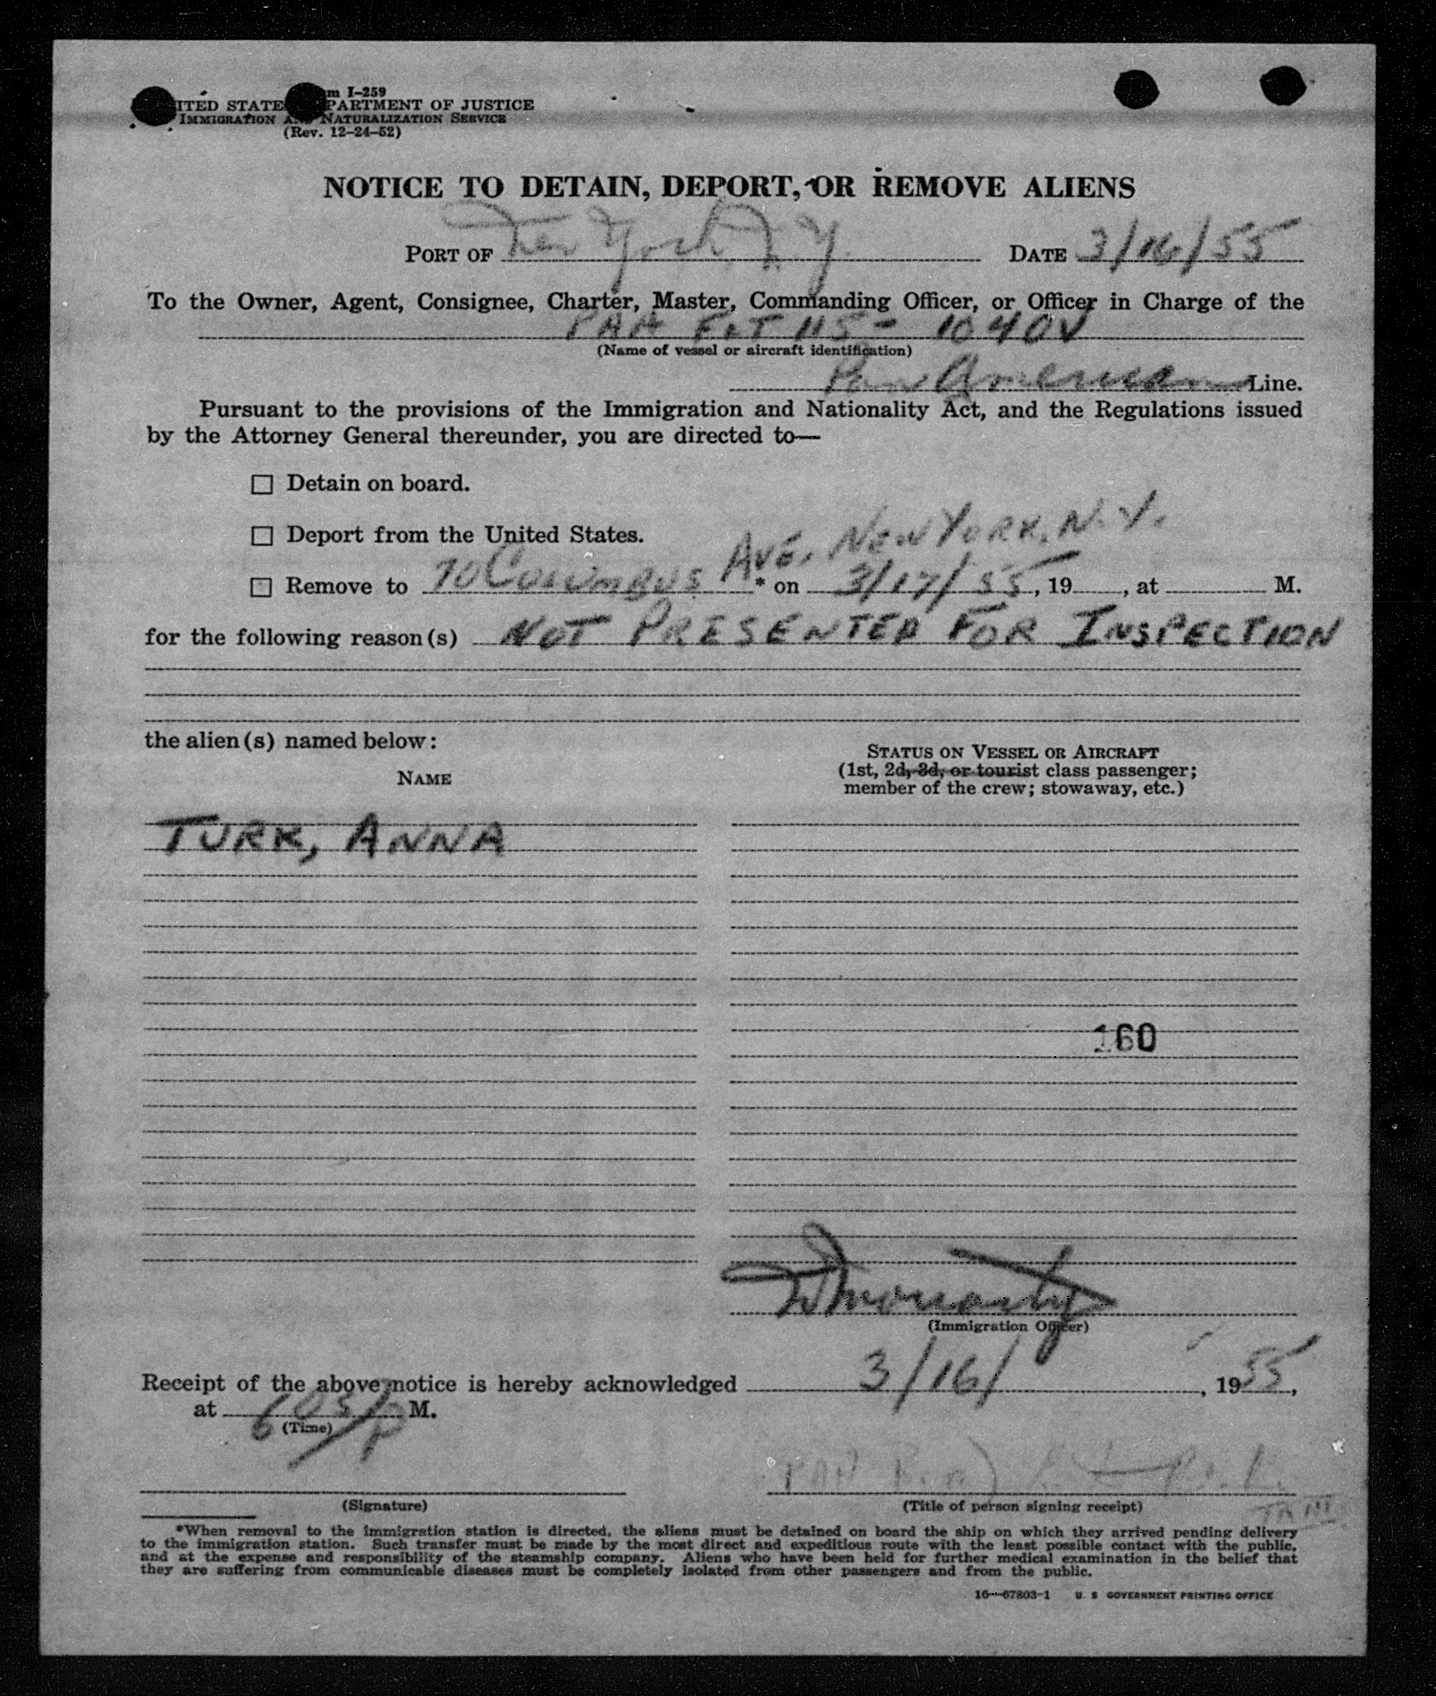 m I-259
ITED STATE PARTMENT OF JUSTICE
IMMIGRATION A NATURALIZATION SERVICE
(Rev. 12-24-52)
NOTICE TO DETAIN, DEPORT, OR REMOVE ALIENS
PORT OF New York, N.Y. DATE 3/16/55
To the Owner, Agent, Consignee, Charter, Master, Commanding Officer, or Officer in Charge of the
PAA FLT 115 - 1040V
(Name of vessel or aircraft identification)
Pan American Line.
Pursuant to the provisions of the Immigration and Nationality Act, and the Regulations issued
by the Attorney General thereunder, you are directed to—
☐ Detain on board.
☐ Deport from the United States.
☐ Remove to 70 COLUMBUS AVE, NEW YORK, N.Y. * on 3/17/55, 19 , at M.
for the following reason(s) NOT PRESENTED FOR INSPECTION
the alien(s) named below:
NAME
STATUS ON VESSEL OR AIRCRAFT
(1st, 2d, 3d, or tourist class passenger;
member of the crew; stowaway, etc.)
TURK, ANNA
160
(Immigration Officer)
Receipt of the above notice is hereby acknowledged 3/16/, 1955,
at 605/P M.
(Time)
PAA
(Signature) (Title of person signing receipt)
*When removal to the immigration station is directed, the aliens must be detained on board the ship on which they arrived pending delivery
to the immigration station. Such transfer must be made by the most direct and expeditious route with the least possible contact with the public,
and at the expense and responsibility of the steamship company. Aliens who have been held for further medical examination in the belief that
they are suffering from communicable diseases must be completely isolated from other passengers and from the public.
16—67803-1 U. S GOVERNMENT PRINTING OFFICE